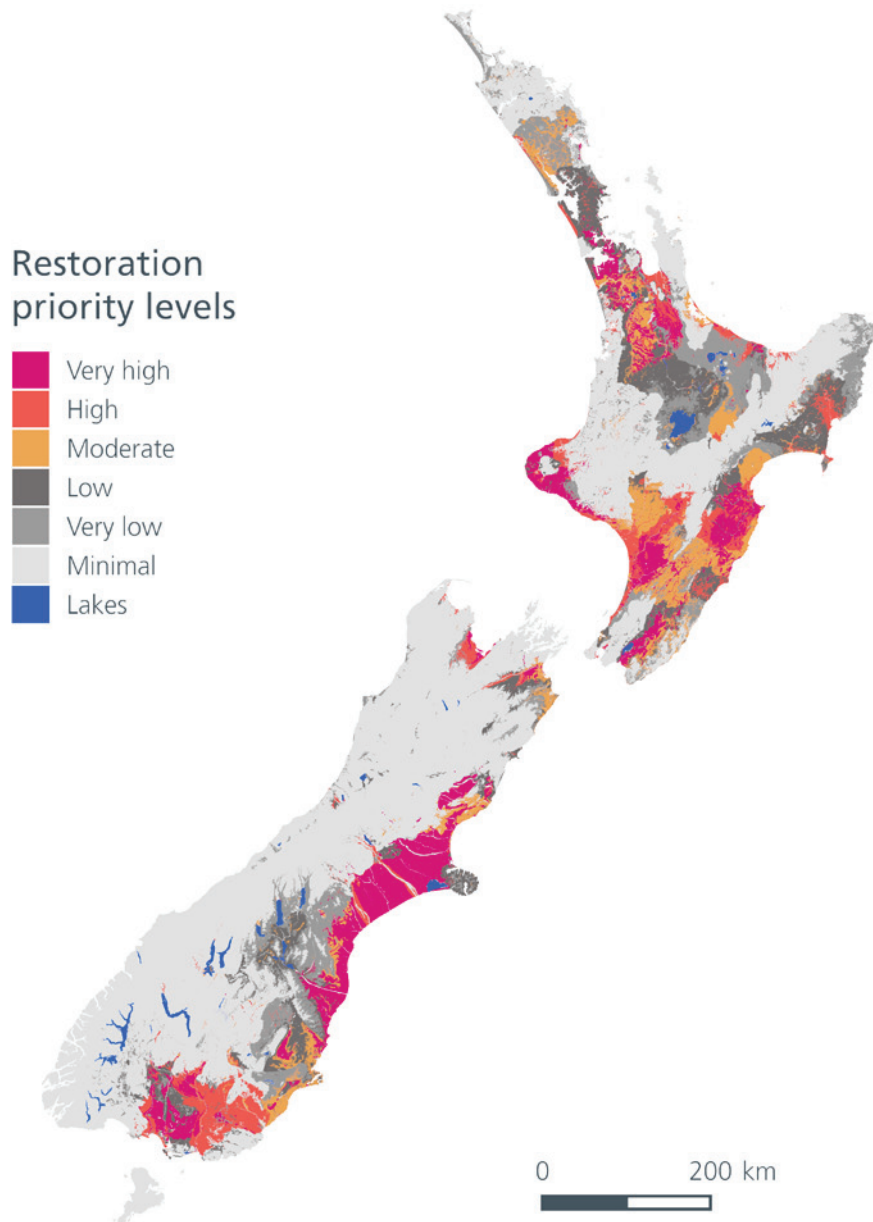 Restoration
priority levels
Very high
High
Moderate
Low
Very low
Minimal
Lakes
0 200 km